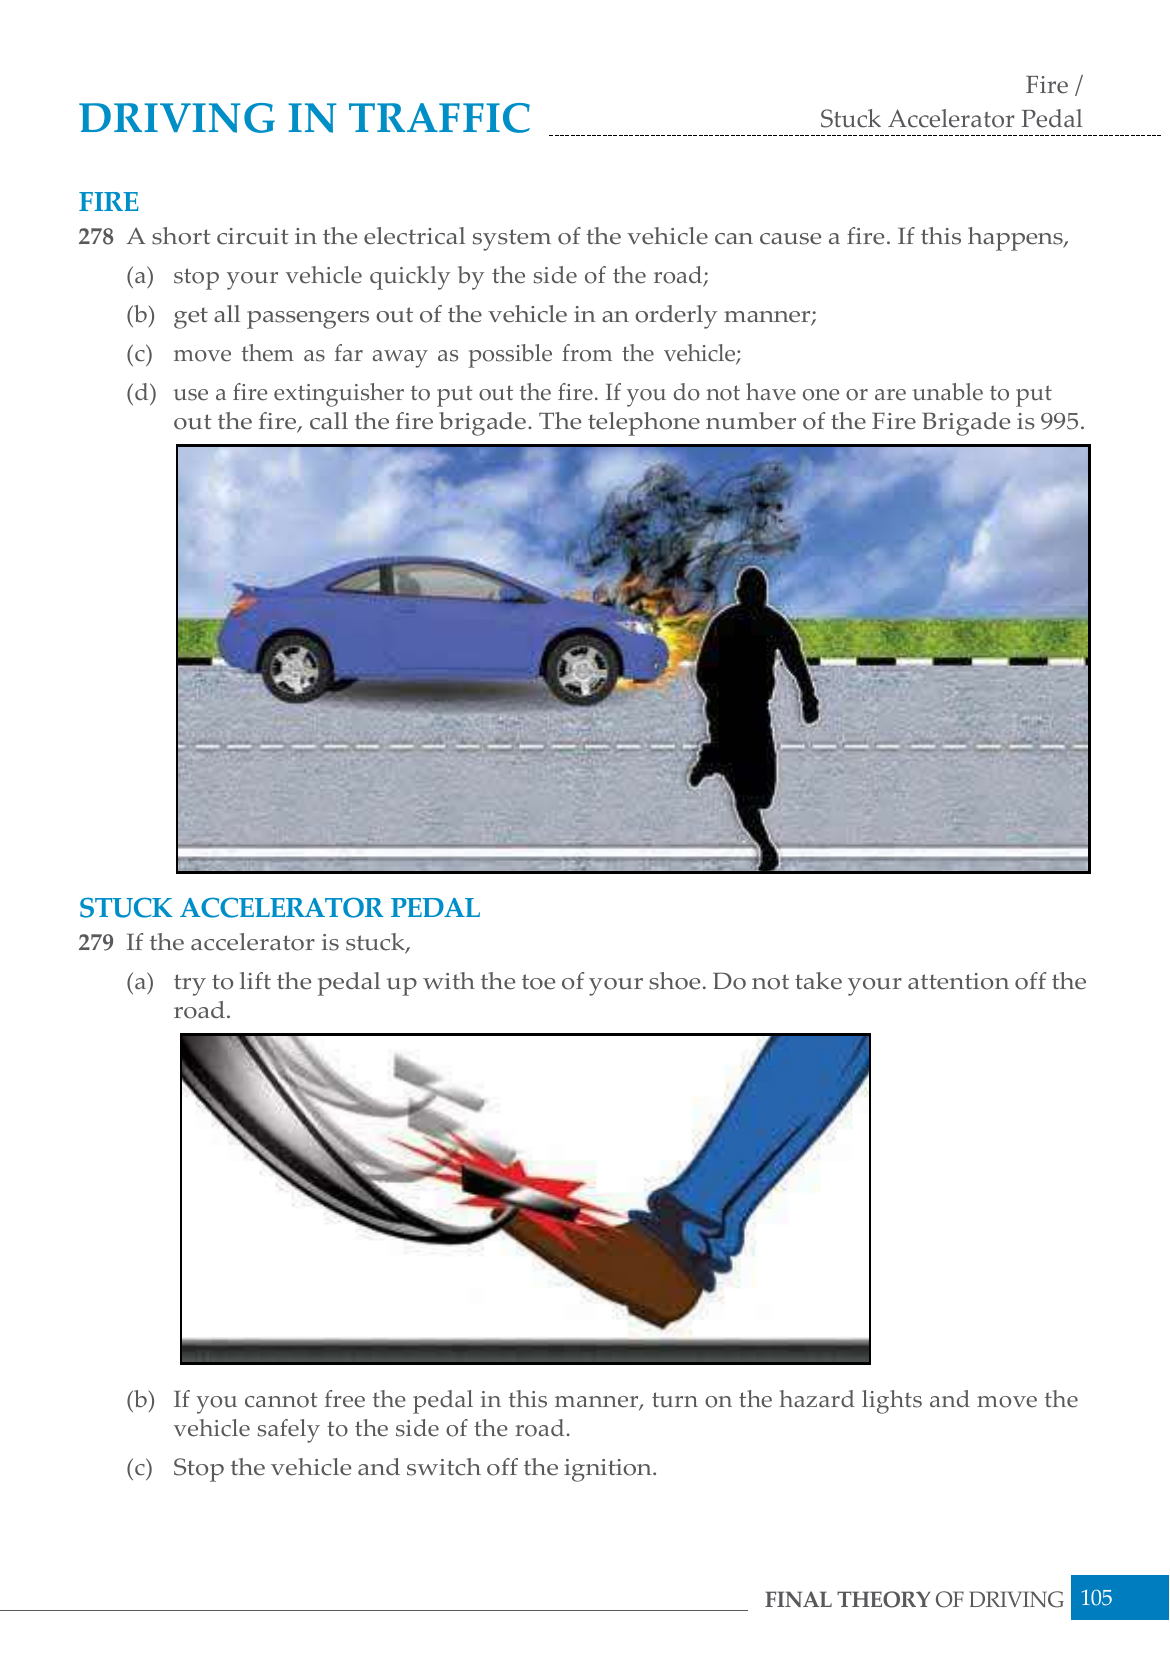 Fire /
DRIVING IN TRAFFIC
Stuck Accelerator Pedal
FIRE
278 A short circuit in the electrical system of the vehicle can cause a fire. If this happens,
(a) stop your vehicle quickly by the side of the road;
(b) get all passengers out of the vehicle in an orderly manner;
(c) move them as far away as possible from the vehicle;
(d) use a fire extinguisher to put out the fire. If you do not have one or are unable to put
out the fire, call the fire brigade. The telephone number of the Fire Brigade is 995.
STUCK ACCELERATOR PEDAL
279 If the accelerator is stuck,
(a) try to lift the pedal up with the toe of your shoe. Do not take your attention off the
road.
(b) If you cannot free the pedal in this manner, turn on the hazard lights and move the
vehicle safely to the side of the road.
(c) Stop the vehicle and switch off the ignition.
FINAL THEORY OF DRIVING 105